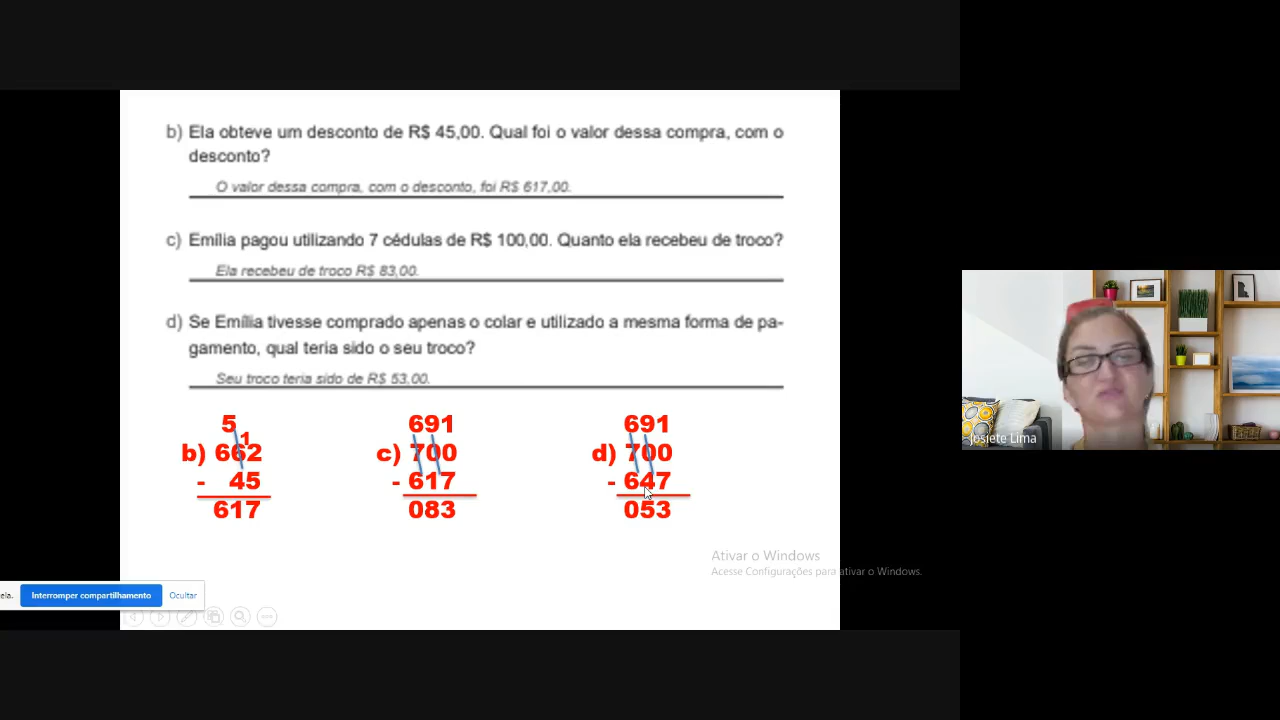 b) Ela obteve um desconto de R$ 45,00. Qual foi o valor dessa compra, com o
desconto?
O valor dessa compra, com o desconto, foi R$ 617,00.
c) Emília pagou utilizando 7 cédulas de R$ 100,00. Quanto ela recebeu de troco?
Ela recebeu de troco R$ 83,00.
d) Se Emília tivesse comprado apenas o colar e utilizado a mesma forma de pa-
gamento, qual teria sido o seu troco?
Seu troco teria sido de R$ 53,00.
5
1
b) 662
- 45
617
691
c) 700
- 617
083
691
d) 700
- 647
053
Josiete Lima
Ativar o Windows
Acesse Configurações para ativar o Windows.
ela.
Interromper compartilhamento
Ocultar